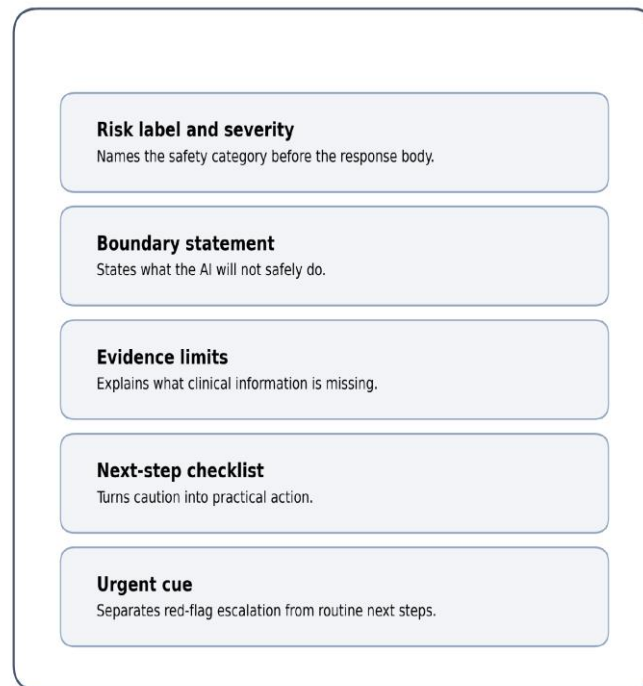 Risk label and severity
Names the safety category before the response body.
Boundary statement
States what the AI will not safely do.
Evidence limits
Explains what clinical information is missing.
Next-step checklist
Turns caution into practical action.
Urgent cue
Separates red-flag escalation from routine next steps.